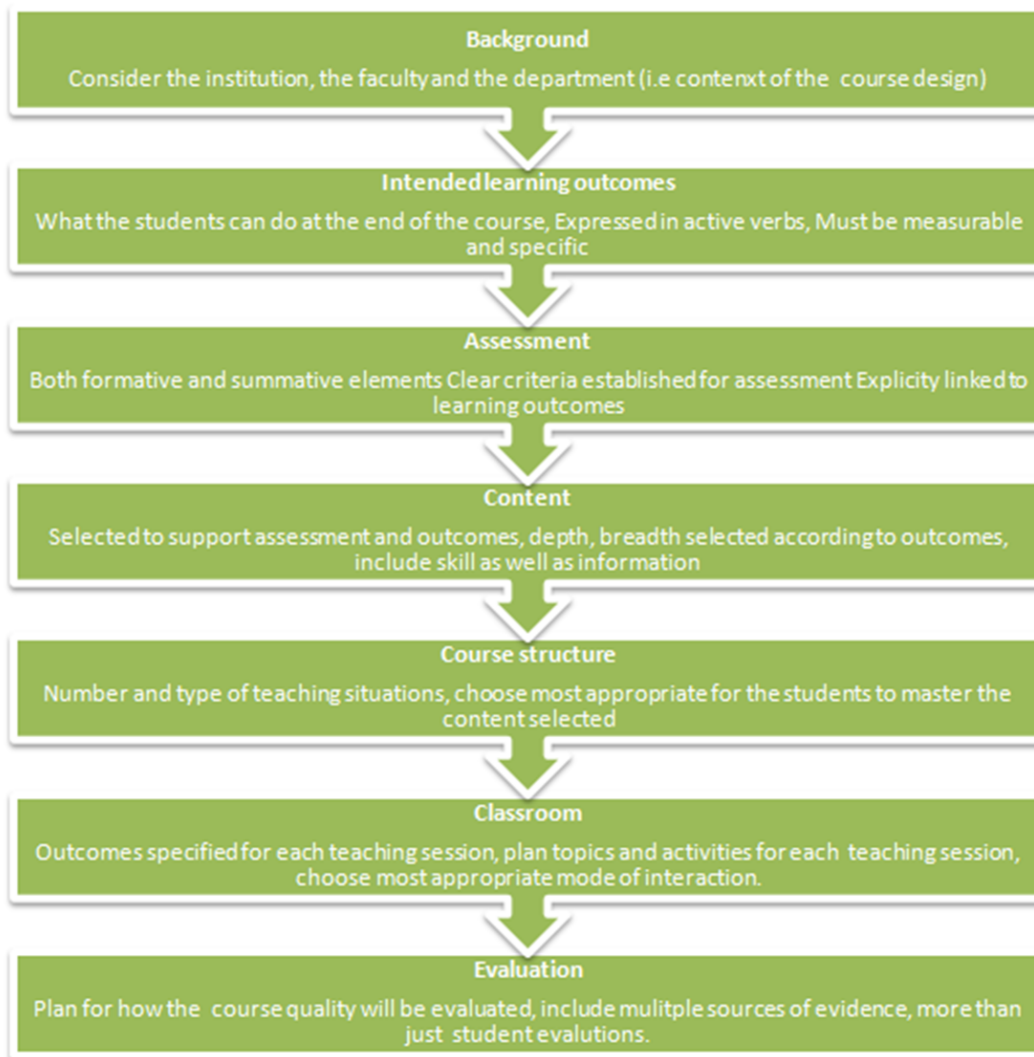 Background
Consider the institution, the faculty and the department (i.e contenxt of the  course design)
Intended learning outcomes
What the students can do at the end of the course, Expressed in active verbs, Must be measurable
and specific
Assessment
Both formative and summative elements Clear criteria established for assessment Explicity linked to
learning outcomes
Content
Selected to support assessment and outcomes, depth, breadth selected according to outcomes,
include skill as well as information
Course structure
Number and type of teaching situations, choose most appropriate for the students to master the
content selected
Classroom
Outcomes specified for each teaching session, plan topics and activities for each  teaching session,
choose most appropriate mode of interaction.
Evaluation
Plan for how the  course quality will be evaluated, include mulitple sources of evidence, more than
just  student evalutions.